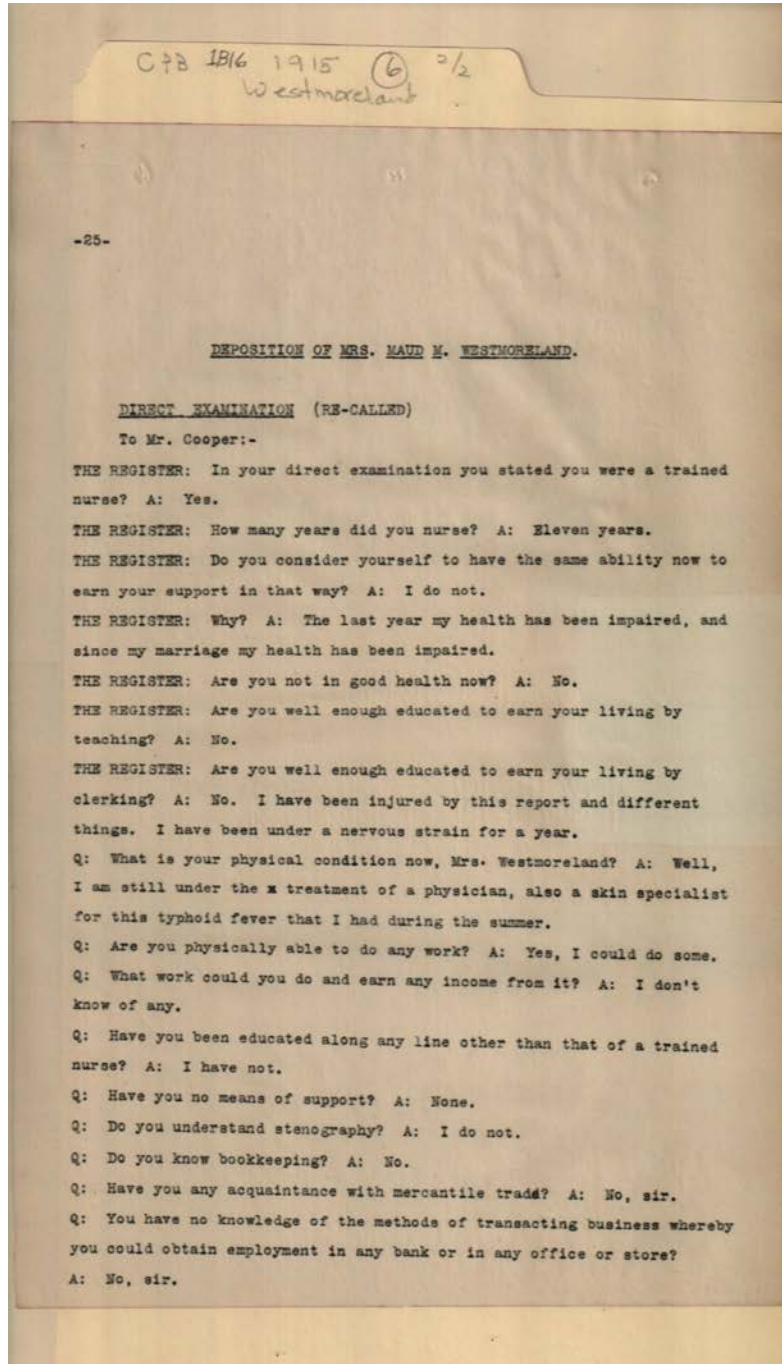 C&B 1B16 1915 6 2/2
Westmoreland
-25-
DEPOSITION OF MRS. MAUD M. WESTMORELAND.
DIRECT EXAMINATION (RE-CALLED)
To Mr. Cooper:-
THE REGISTER: In your direct examination you stated you were a trained
nurse? A: Yes.
THE REGISTER: How many years did you nurse? A: Eleven years.
THE REGISTER: Do you consider yourself to have the same ability now to
earn your support in that way? A: I do not.
THE REGISTER: Why? A: The last year my health has been impaired, and
since my marriage my health has been impaired.
THE REGISTER: Are you not in good health now? A: No.
THE REGISTER: Are you well enough educated to earn your living by
teaching? A: No.
THE REGISTER: Are you well enough educated to earn your living by
clerking? A: No. I have been injured by this report and different
things. I have been under a nervous strain for a year.
Q: What is your physical condition now, Mrs. Westmoreland? A: Well,
I am still under the x treatment of a physician, also a skin specialist
for this typhoid fever that I had during the summer.
Q: Are you physically able to do any work? A: Yes, I could do some.
Q: What work could you do and earn any income from it? A: I don't
know of any.
Q: Have you been educated along any line other than that of a trained
nurse? A: I have not.
Q: Have you no means of support? A: None.
Q: Do you understand stenography? A: I do not.
Q: Do you know bookkeeping? A: No.
Q: Have you any acquaintance with mercantile tradd? A: No, sir.
Q: You have no knowledge of the methods of transacting business whereby
you could obtain employment in any bank or in any office or store?
A: No, sir.